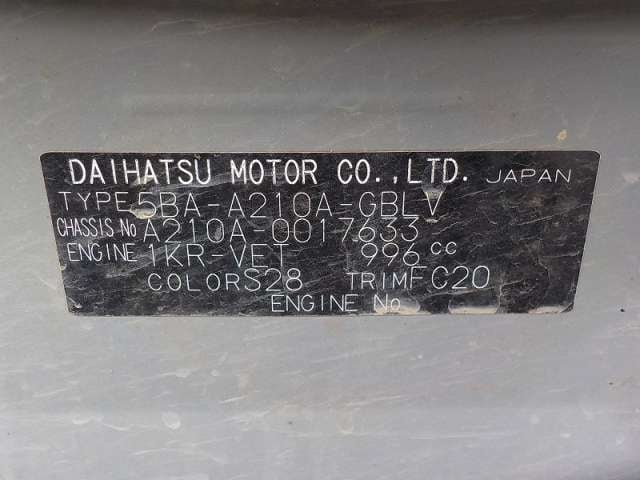 DAIHATSU MOTOR CO.,LTD. JAPAN
TYPE 5BA-A210A-GBLV
CHASSIS No A210A-0017633
ENGINE 1KR-VET 996 cc
COLOR S28 TRIM FC20
ENGINE No